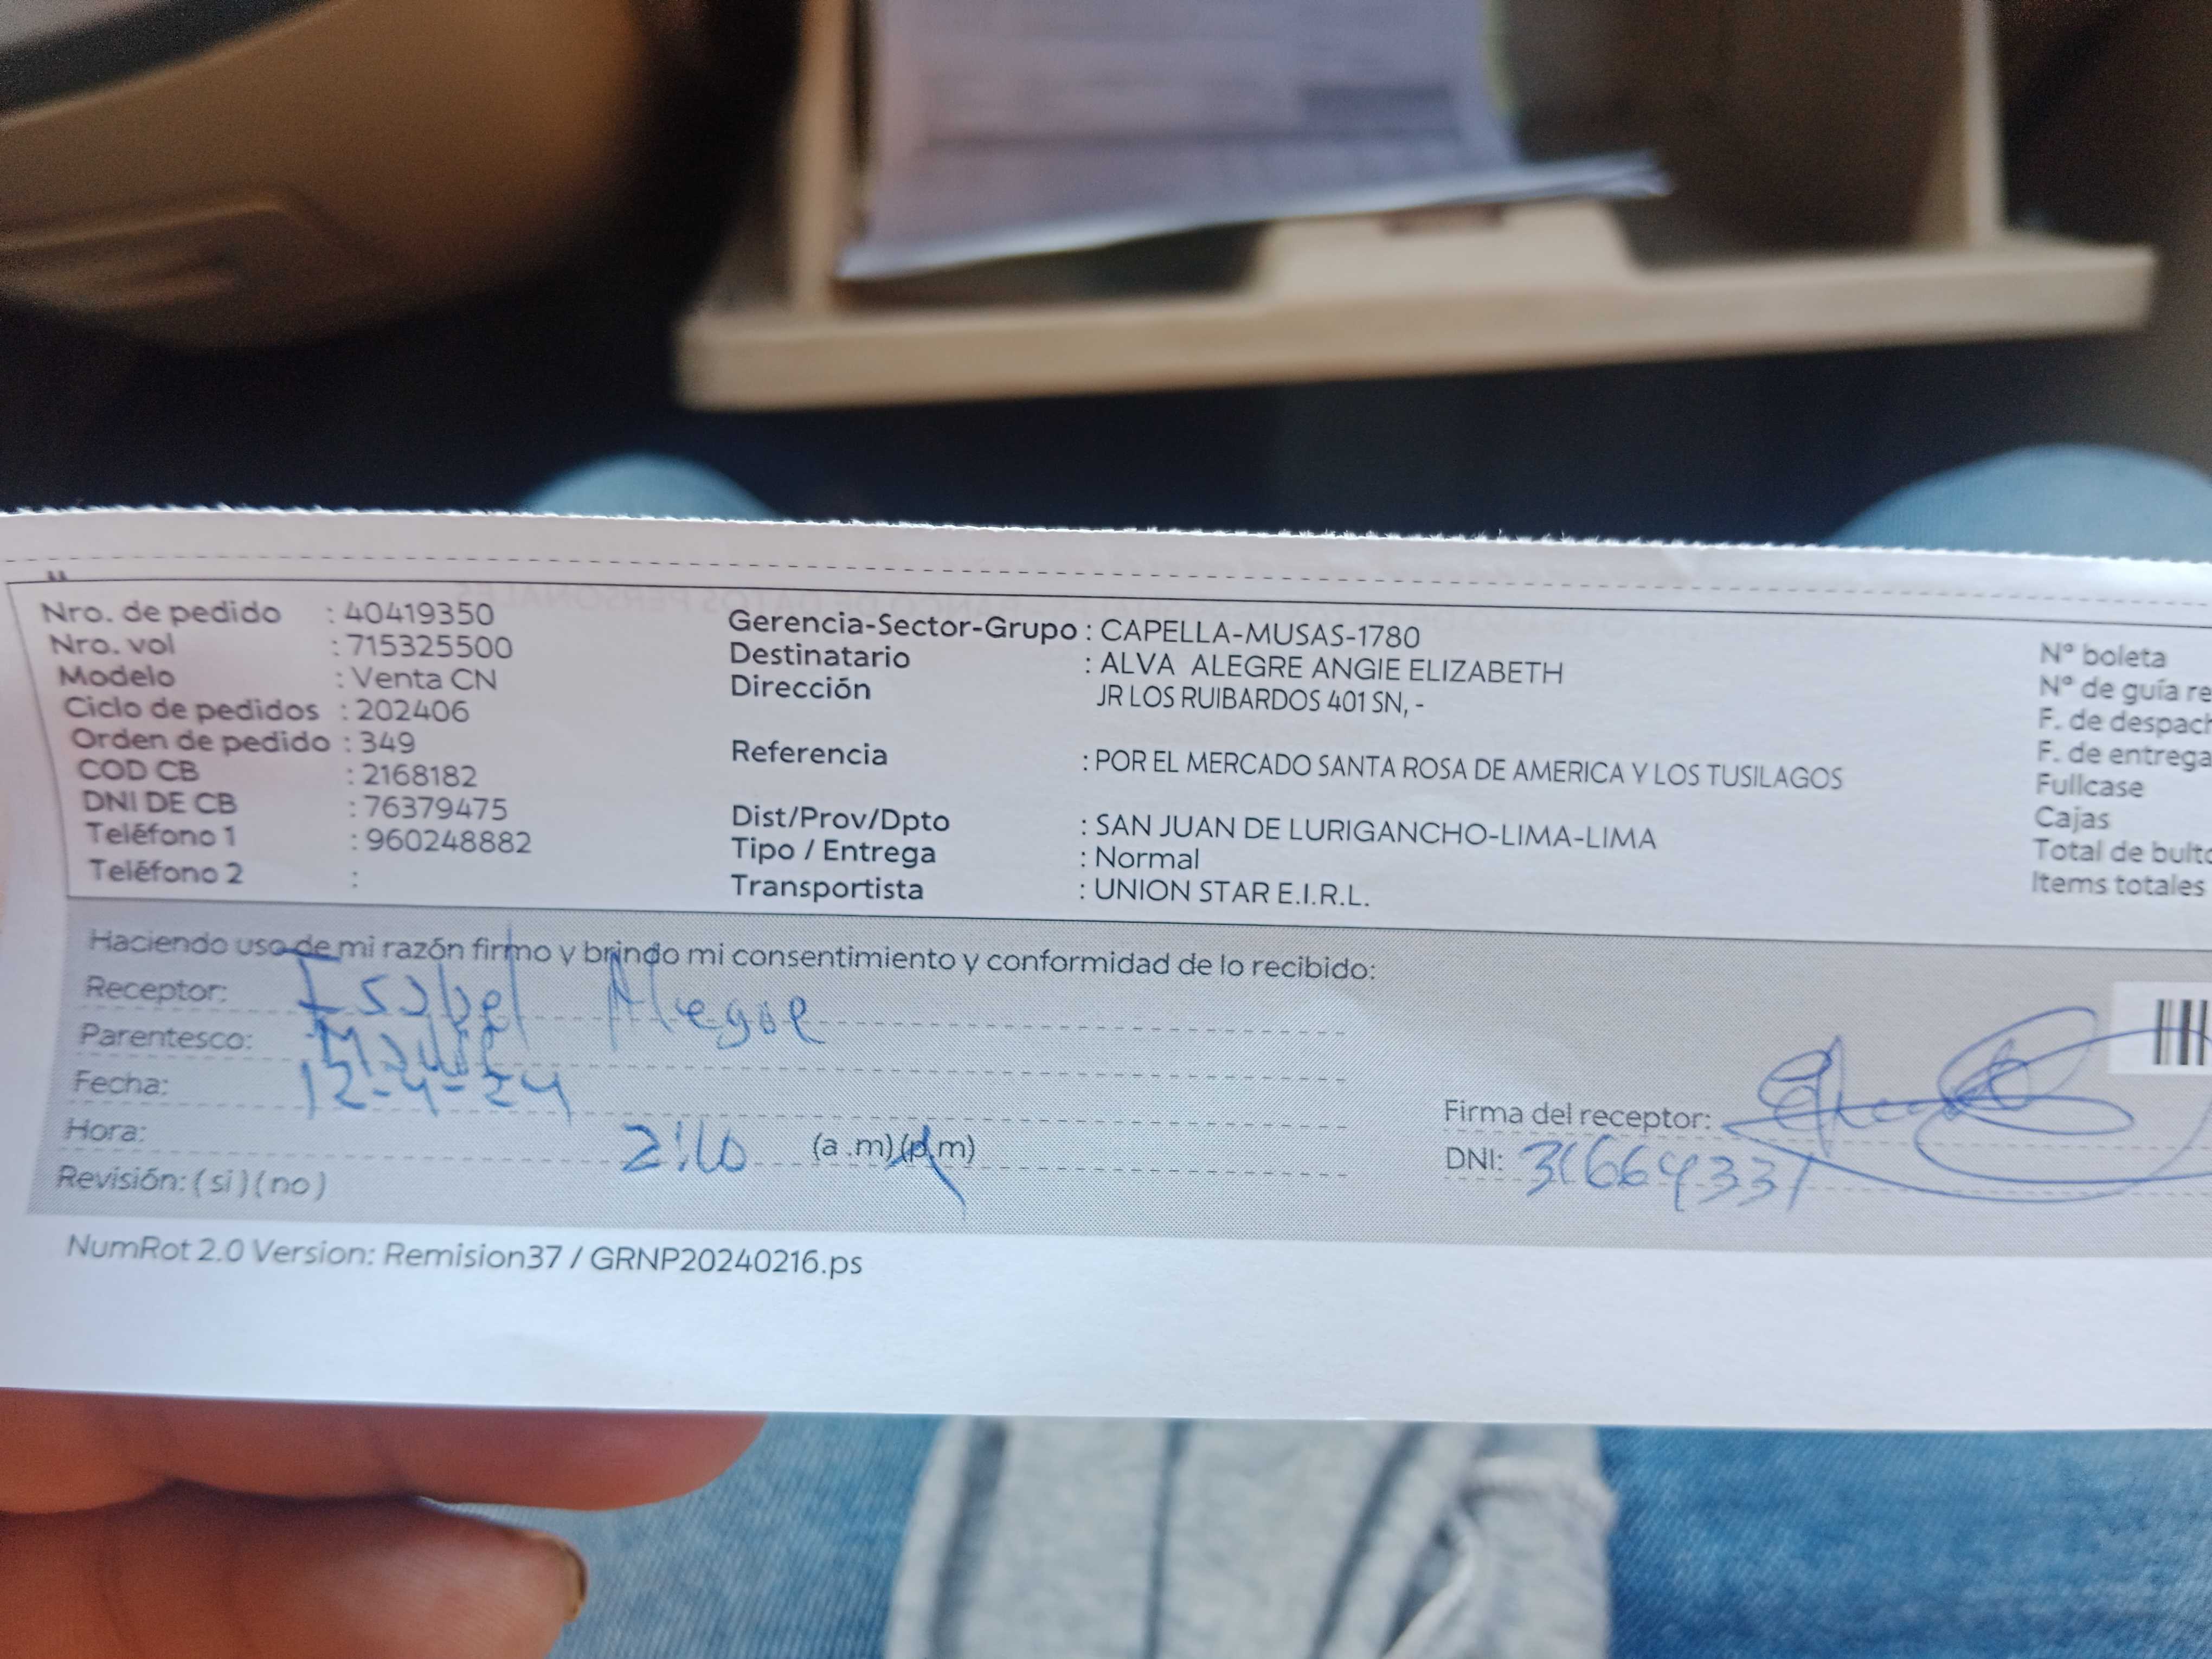 Nro. de pedido : 40419350
Nro. vol : 715325500
Modelo : Venta CN
Ciclo de pedidos : 202406
Orden de pedido : 349
COD CB : 2168182
DNI DE CB : 76379475
Teléfono 1 : 960248882
Teléfono 2 :
Gerencia-Sector-Grupo : CAPELLA-MUSAS-1780
Destinatario : ALVA ALEGRE ANGIE ELIZABETH
Dirección JR LOS RUIBARDOS 401 SN, -
Referencia : POR EL MERCADO SANTA ROSA DE AMERICA Y LOS TUSILAGOS
Dist/Prov/Dpto : SAN JUAN DE LURIGANCHO-LIMA-LIMA
Tipo / Entrega : Normal
Transportista : UNION STAR E.I.R.L.
Nº boleta
Nº de guía re
F. de despach
F. de entrega
Fullcase
Cajas
Total de bulto
Items totales
Haciendo uso de mi razón firmo y brindo mi consentimiento y conformidad de lo recibido:
Receptor: Isabel Alegre
Parentesco: Madre
Fecha: 12-4-24
Hora: 2:10 (a .m)(p.m)
Revisión: ( si ) ( no )
Firma del receptor:
DNI: 31664337
NumRot 2.0 Version: Remision37 / GRNP20240216.ps